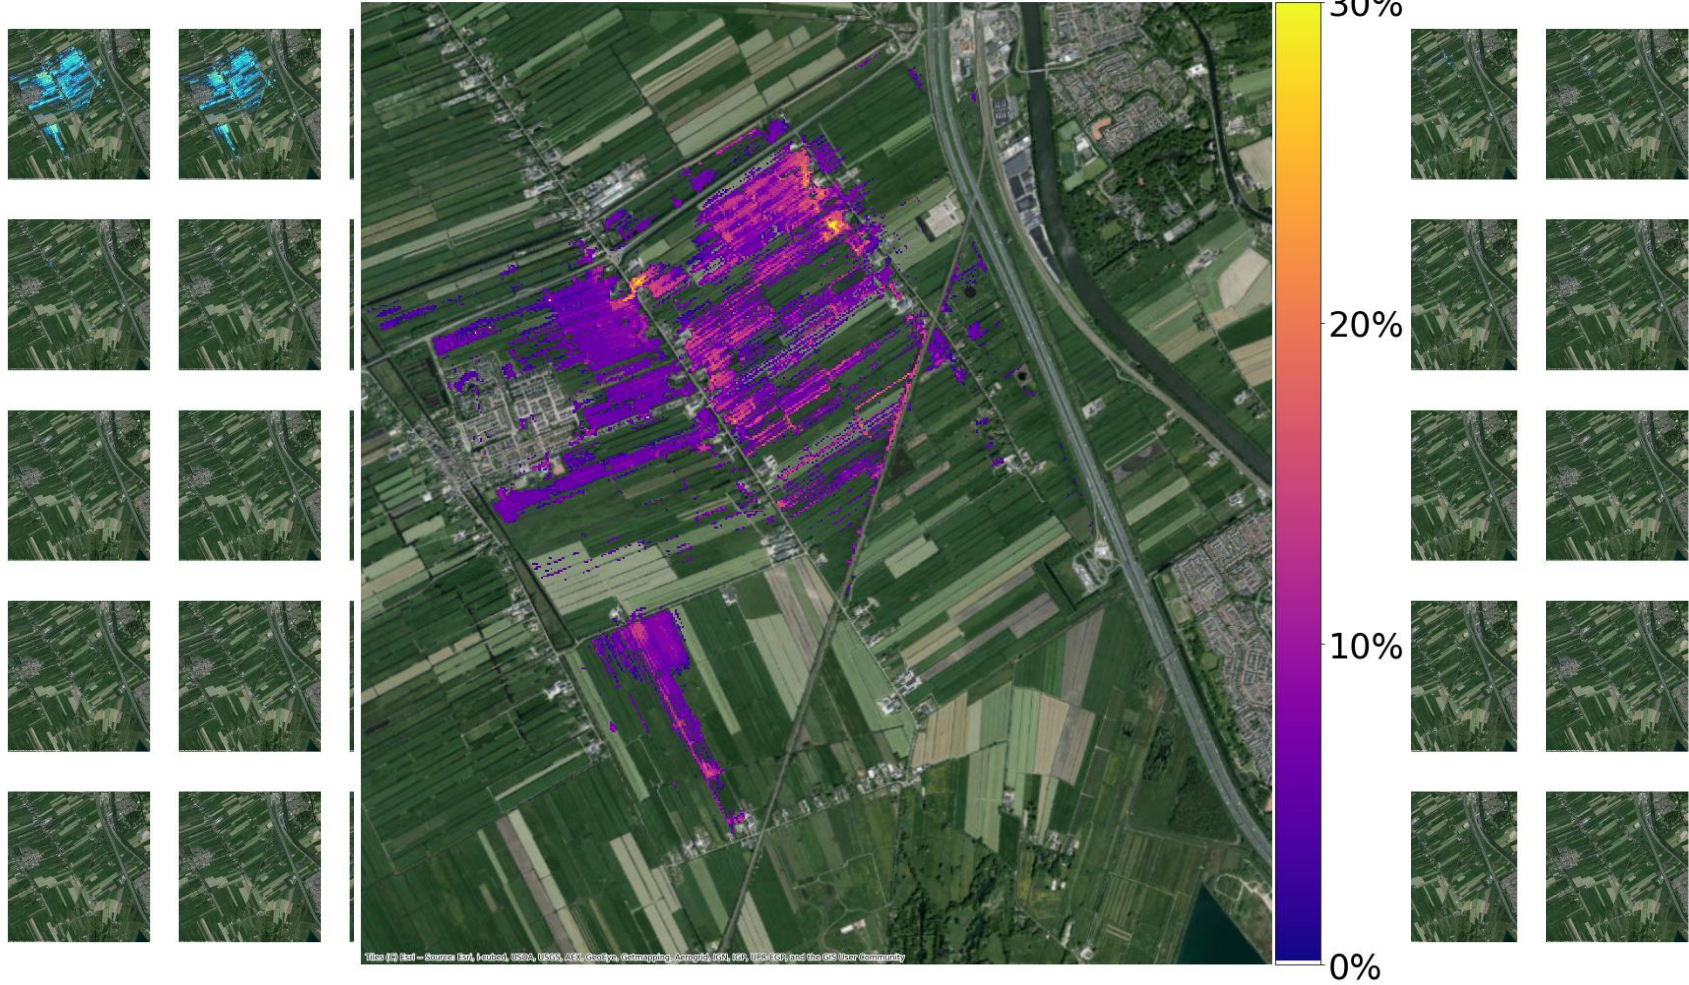 30%
20%
10%
0%
Tiles (C) Esri -- Source: Esri, i-cubed, USDA, USGS, AEX, GeoEye, Getmapping, Aerogrid, IGN, IGP, UPR-EGP, and the GIS User Community